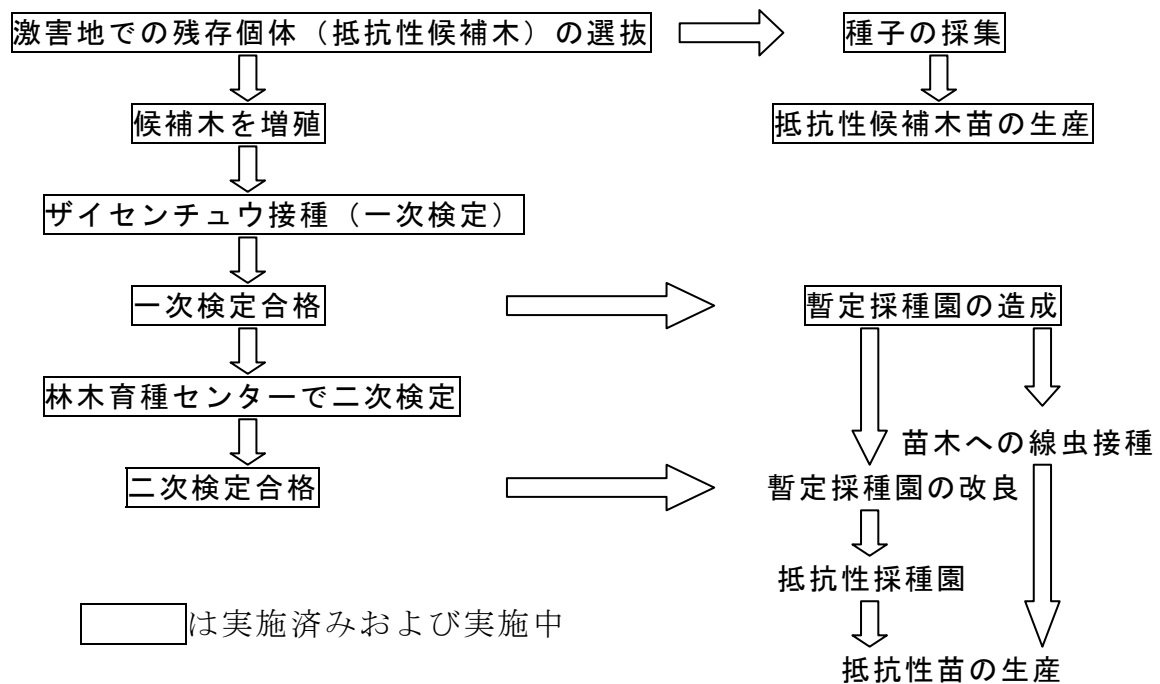 激害地での残存個体（抵抗性候補木）の選抜
種子の採集
候補木を増殖
抵抗性候補木苗の生産
ザイセンチュウ接種（一次検定）
一次検定合格
暫定採種園の造成
林木育種センターで二次検定
苗木への線虫接種
二次検定合格
暫定採種園の改良
抵抗性採種園
は実施済みおよび実施中
抵抗性苗の生産